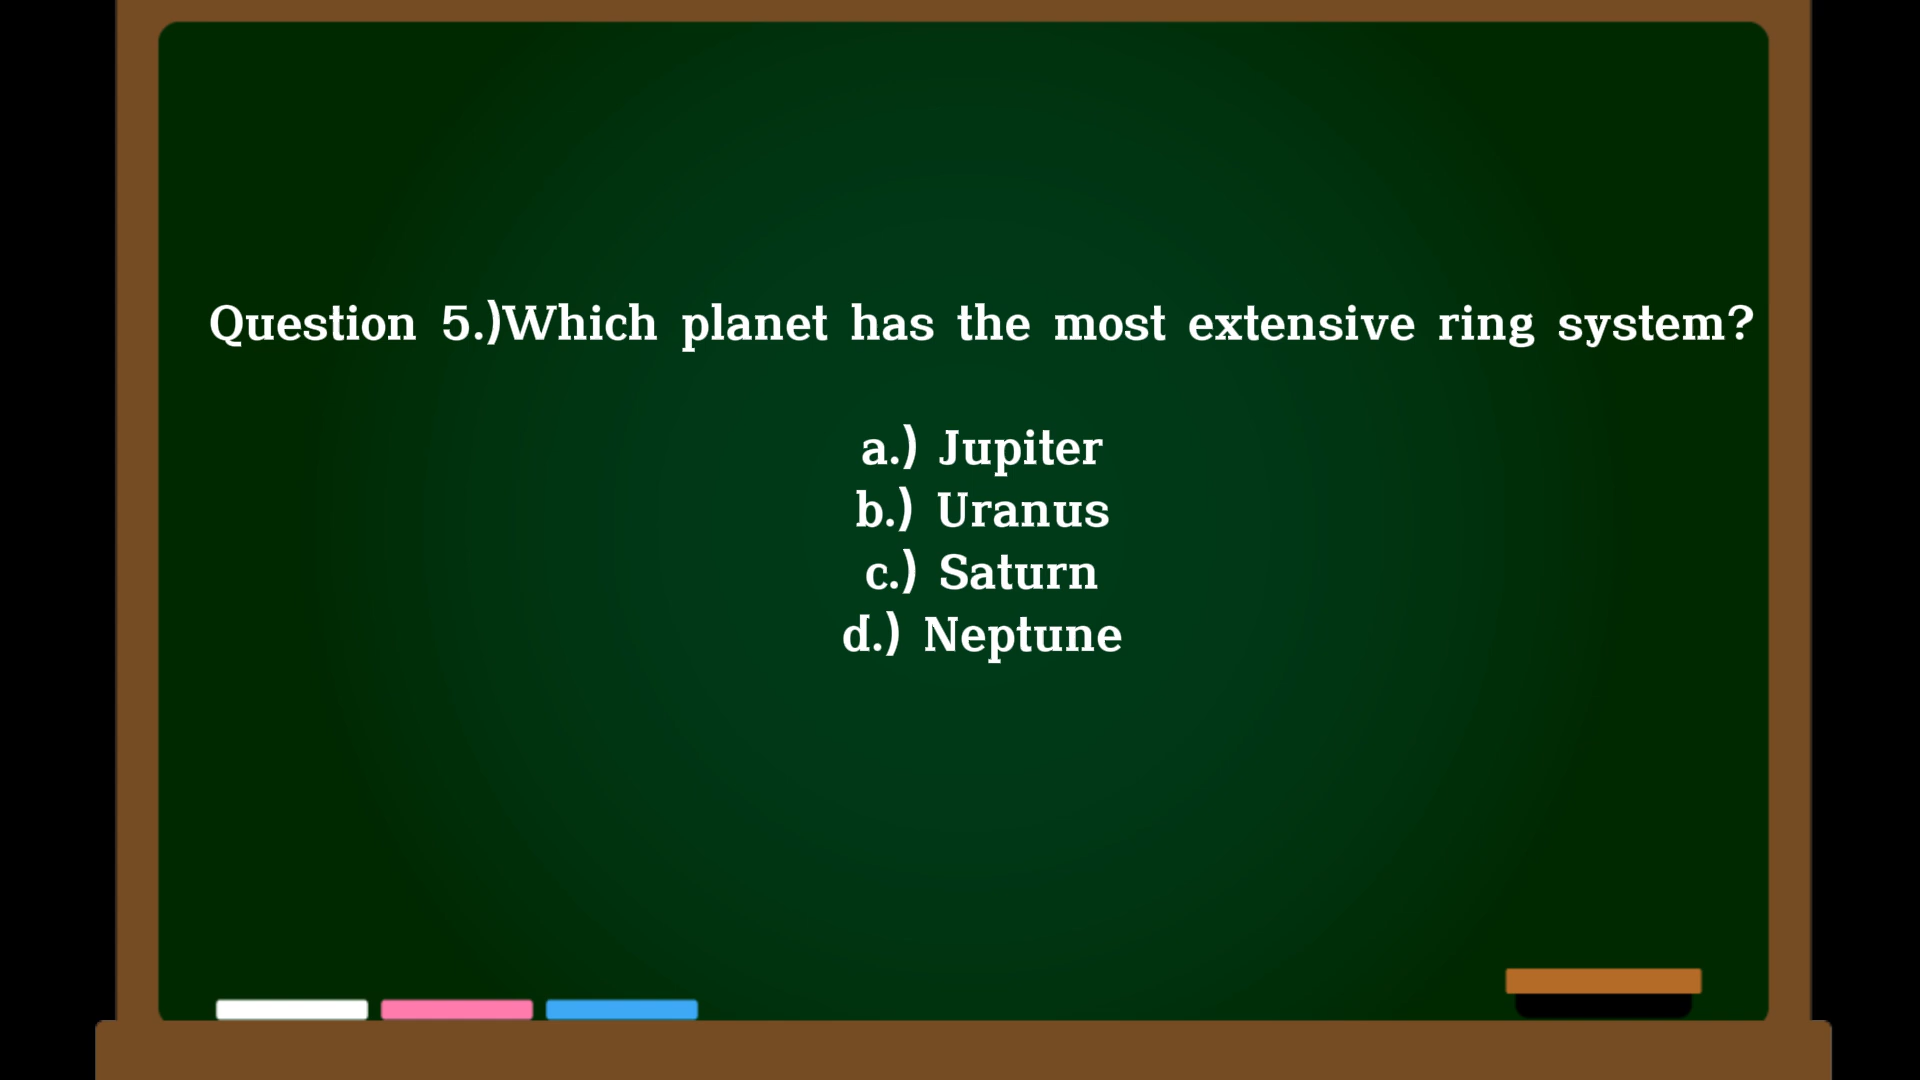 Question 5.)Which planet has the most extensive ring system?
a.) Jupiter
b.) Uranus
c.) Saturn
d.) Neptune